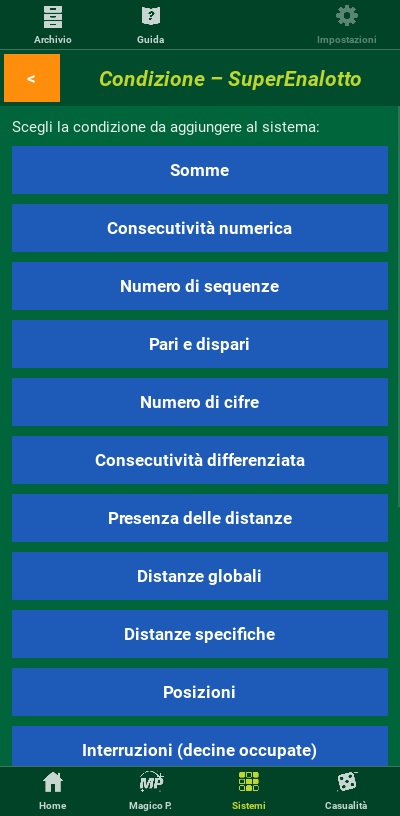 Archivio
Guida
Impostazioni
<
Condizione – SuperEnalotto
Scegli la condizione da aggiungere al sistema:
Somme
Consecutività numerica
Numero di sequenze
Pari e dispari
Numero di cifre
Consecutività differenziata
Presenza delle distanze
Distanze globali
Distanze specifiche
Posizioni
Interruzioni (decine occupate)
MP
Home
Magico P.
Sistemi
Casualità